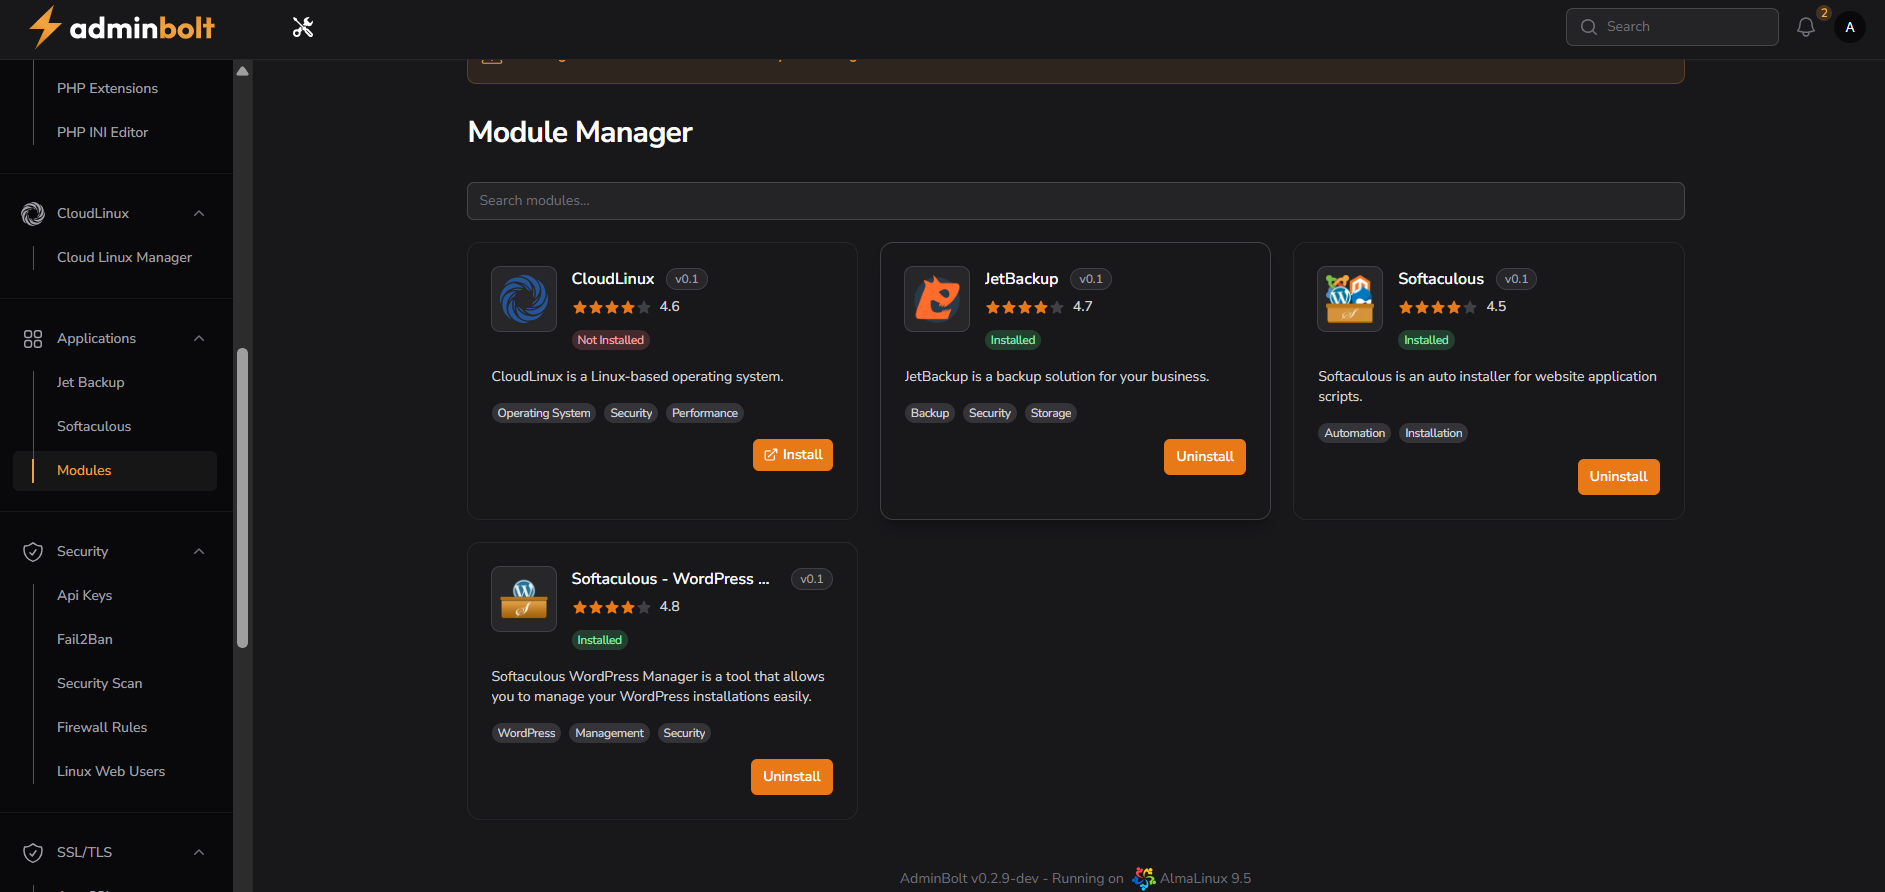 adminbolt
Search
2
A
PHP Extensions
PHP INI Editor
CloudLinux
Cloud Linux Manager
Applications
Jet Backup
Softaculous
Modules
Security
Api Keys
Fail2Ban
Security Scan
Firewall Rules
Linux Web Users
SSL/TLS
Module Manager
Search modules...
CloudLinux v0.1
4.6
Not Installed
CloudLinux is a Linux-based operating system.
Operating System Security Performance
Install
JetBackup v0.1
4.7
Installed
JetBackup is a backup solution for your business.
Backup Security Storage
Uninstall
Softaculous v0.1
4.5
Installed
Softaculous is an auto installer for website application
scripts.
Automation Installation
Uninstall
Softaculous - WordPress ... v0.1
4.8
Installed
Softaculous WordPress Manager is a tool that allows
you to manage your WordPress installations easily.
WordPress Management Security
Uninstall
AdminBolt v0.2.9-dev - Running on AlmaLinux 9.5